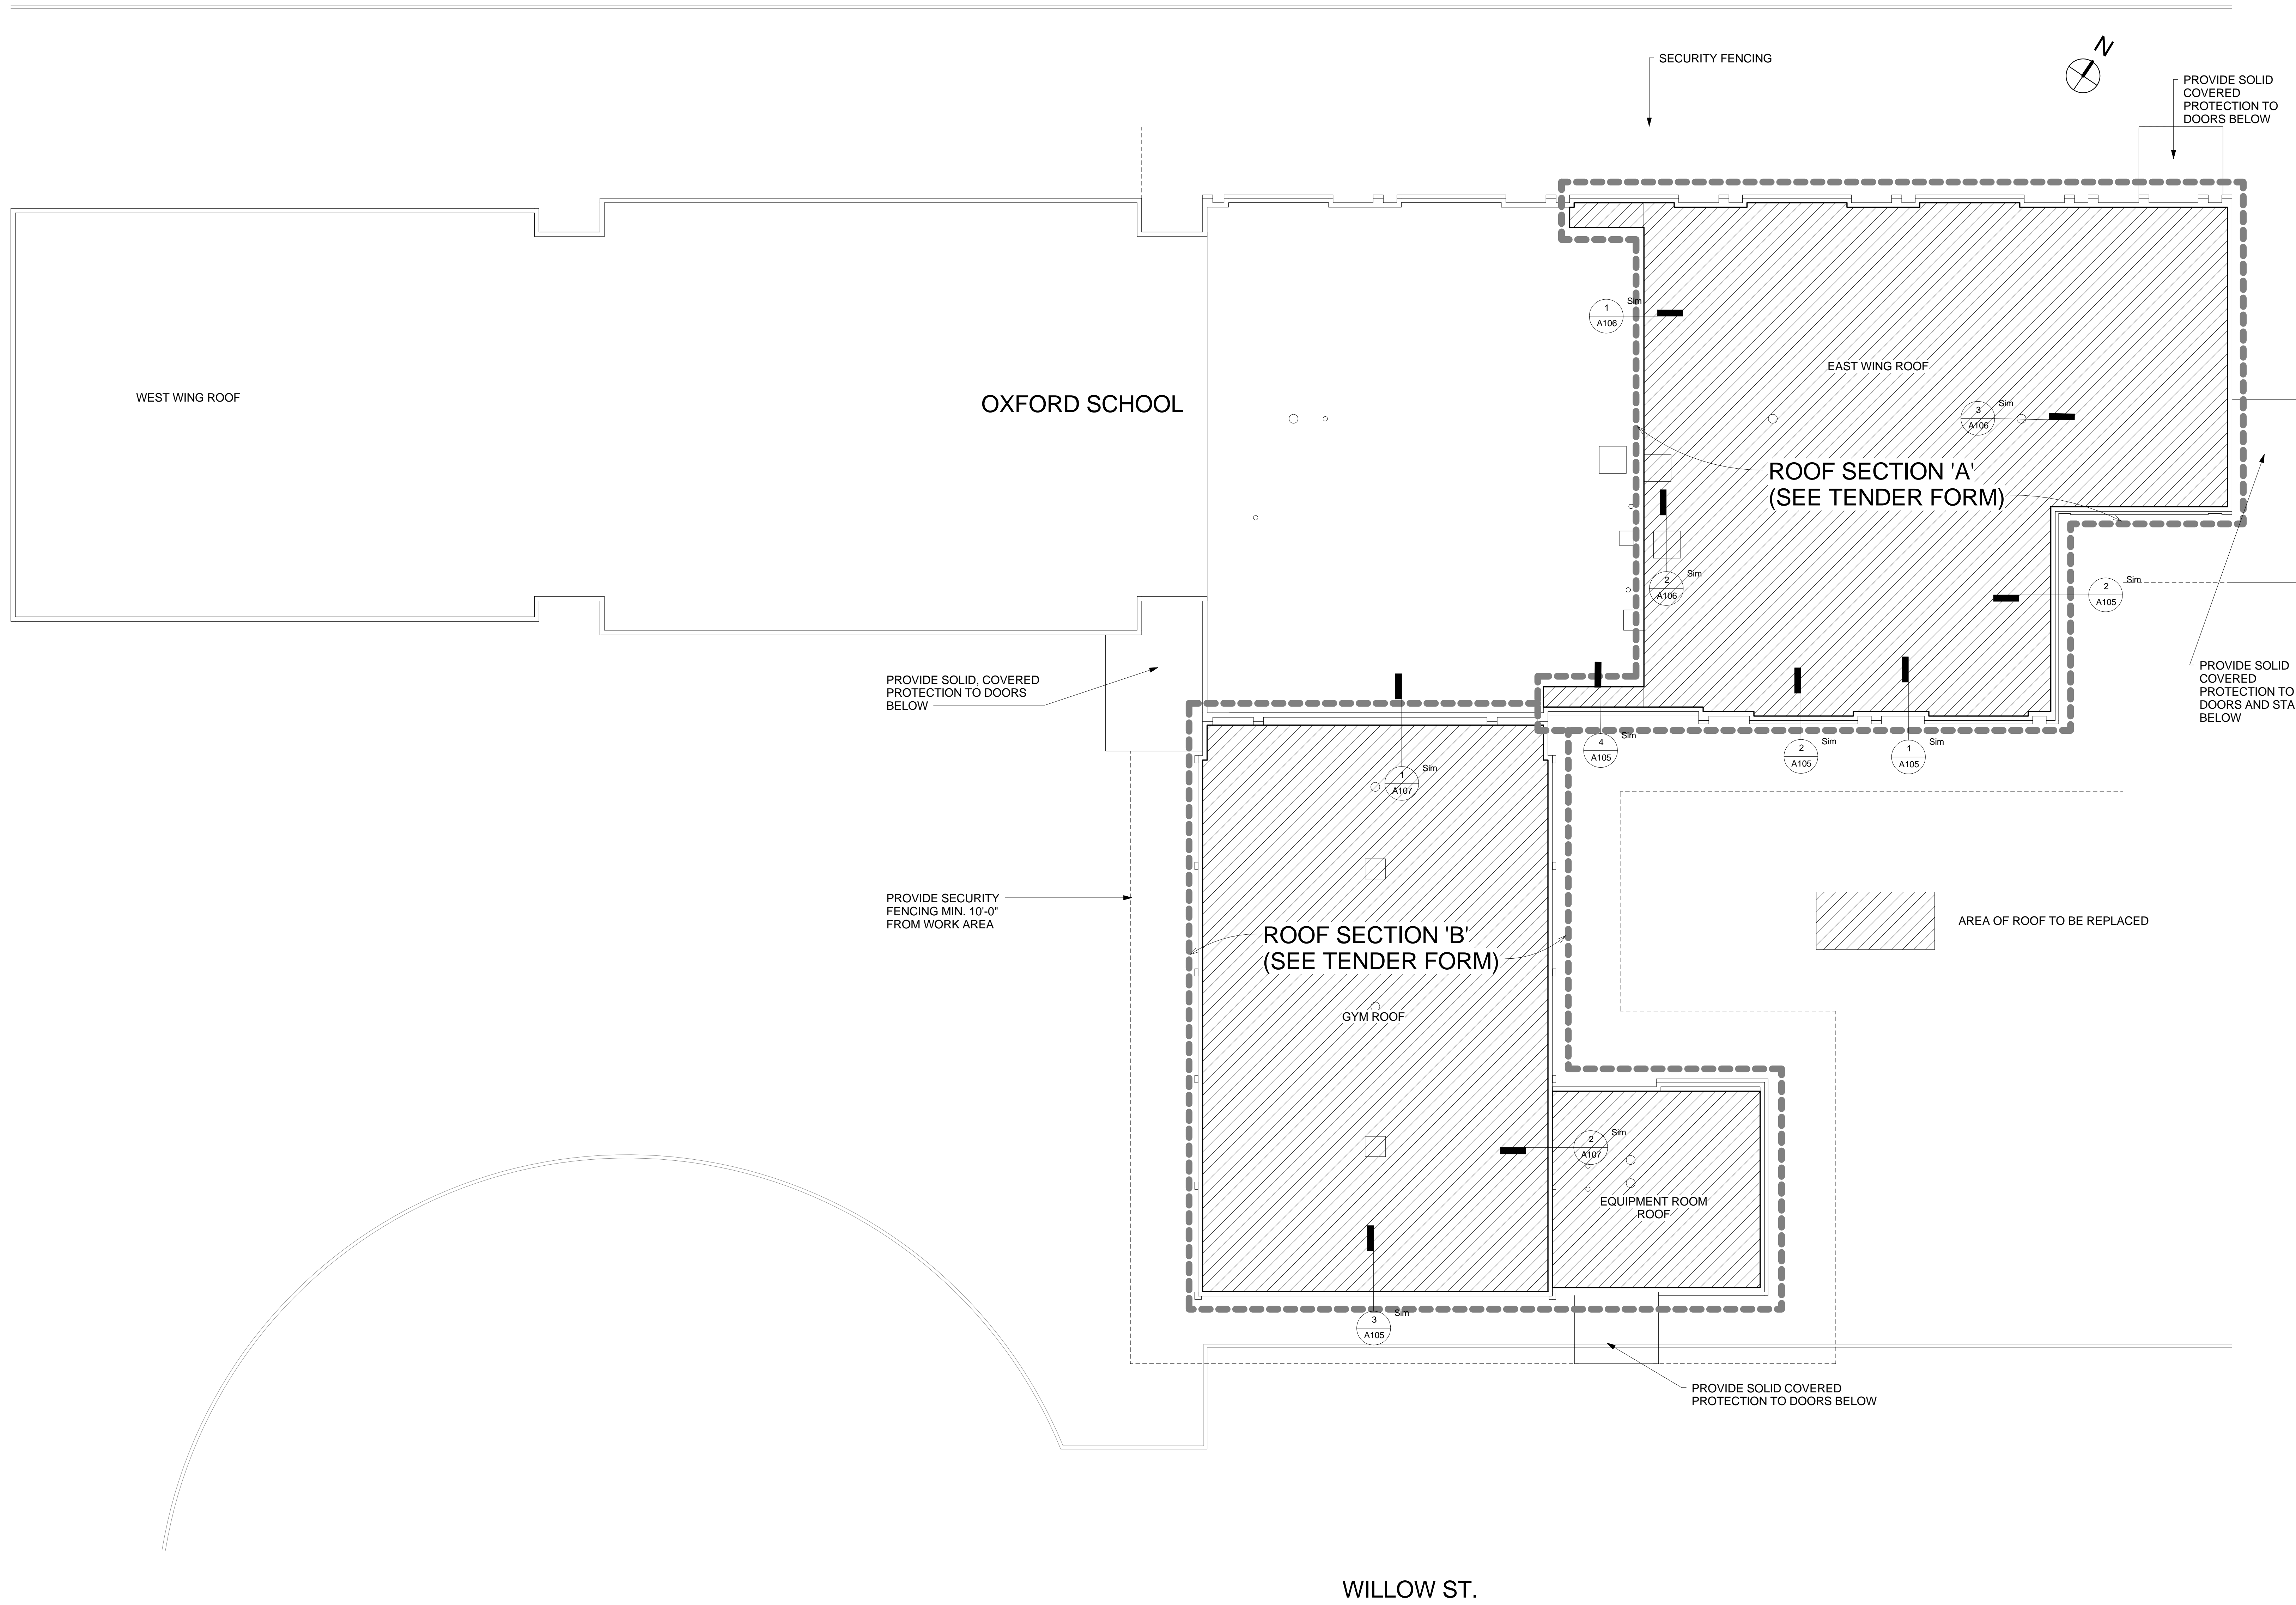 SECURITY FENCING
N
PROVIDE SOLID
COVERED
PROTECTION TO
DOORS BELOW
1
A106
Sim
EAST WING ROOF
WEST WING ROOF
OXFORD SCHOOL
3
A106
Sim
ROOF SECTION 'A'
(SEE TENDER FORM)
2
A106
Sim
2
A105
Sim
PROVIDE SOLID, COVERED
PROTECTION TO DOORS
BELOW
PROVIDE SOLID
COVERED
PROTECTION TO
DOORS AND STA
BELOW
4
A105
Sim
2
A105
Sim
1
A105
Sim
1
A107
Sim
PROVIDE SECURITY
FENCING MIN. 10'-0"
FROM WORK AREA
ROOF SECTION 'B'
(SEE TENDER FORM)
AREA OF ROOF TO BE REPLACED
GYM ROOF
2
A107
Sim
EQUIPMENT ROOM
ROOF
3
A105
Sim
PROVIDE SOLID COVERED
PROTECTION TO DOORS BELOW
WILLOW ST.